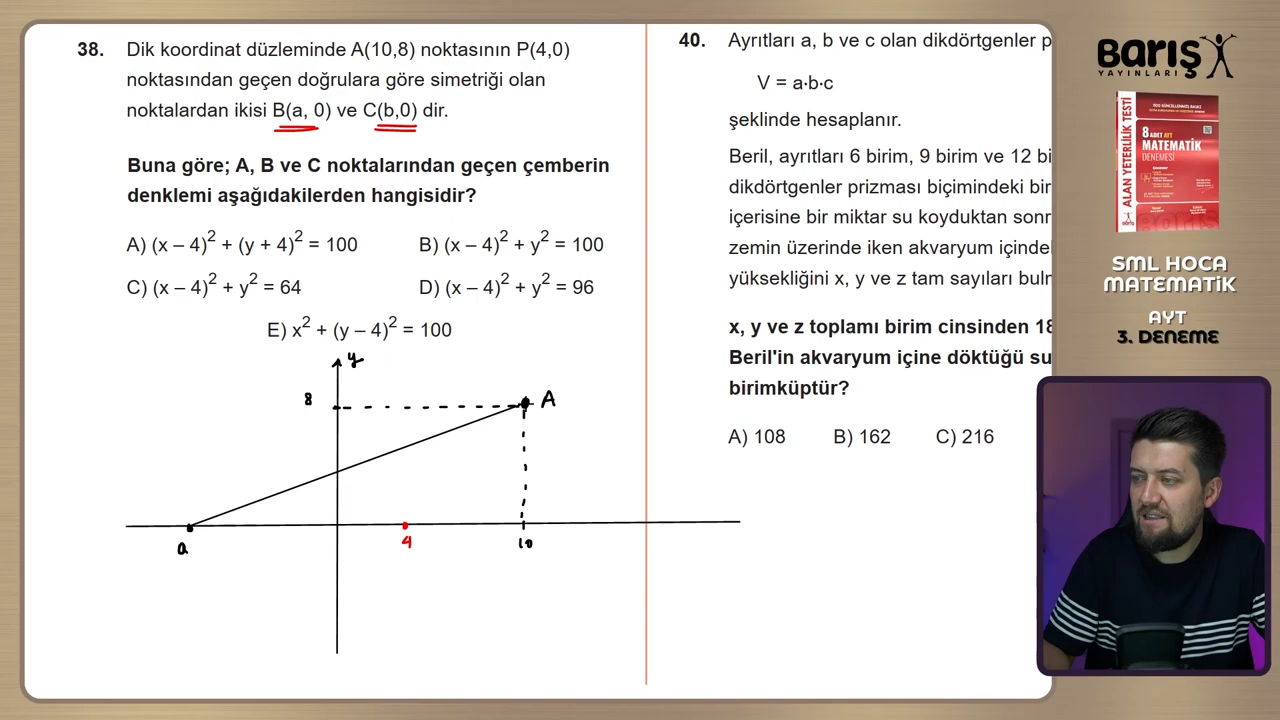 38. Dik koordinat düzleminde A(10,8) noktasının P(4,0)
noktasından geçen doğrulara göre simetriği olan
noktalardan ikisi B(a, 0) ve C(b,0) dir.
Buna göre; A, B ve C noktalarından geçen çemberin
denklemi aşağıdakilerden hangisidir?
A) (x – 4)² + (y + 4)² = 100 B) (x – 4)² + y² = 100
C) (x – 4)² + y² = 64 D) (x – 4)² + y² = 96
E) x² + (y – 4)² = 100
y
8 A
a 4 10
40. Ayrıtları a, b ve c olan dikdörtgenler p
V = a·b·c
şeklinde hesaplanır.
Beril, ayrıtları 6 birim, 9 birim ve 12 bi
dikdörtgenler prizması biçimindeki bir
içerisine bir miktar su koyduktan sonr
zemin üzerinde iken akvaryum içindel
yüksekliğini x, y ve z tam sayıları bulr
x, y ve z toplamı birim cinsinden 18
Beril'in akvaryum içine döktüğü su
birimküptür?
A) 108 B) 162 C) 216
BARIŞ
YAYINLARI
ALAN YETERLİLİK TESTİ
8 ADET AYT
MATEMATİK
DENEMESİ
SML HOCA
MATEMATİK
AYT
3. DENEME